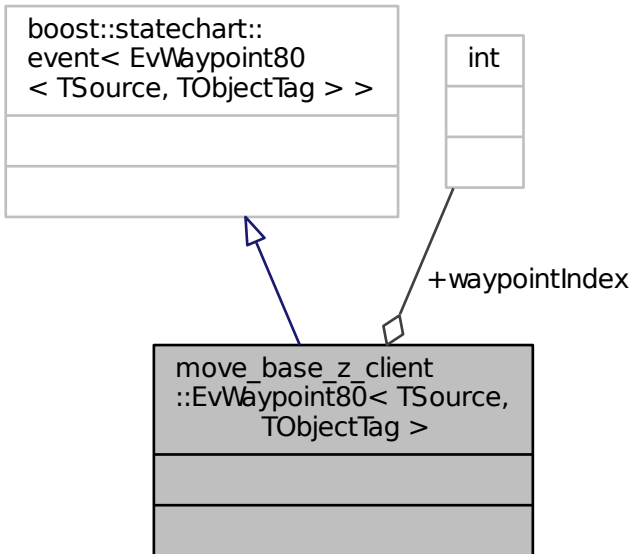 boost::statechart::
event< EvWaypoint80
< TSource, TObjectTag > >
int
+waypointIndex
move_base_z_client
::EvWaypoint80< TSource,
TObjectTag >